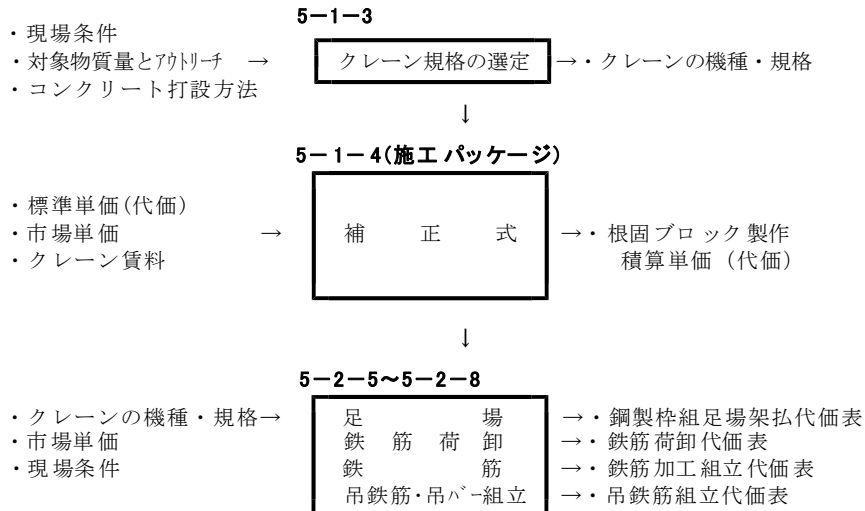 5－1－3
・現場条件
・対象物質量とｱｳﾄﾘｰﾁ → クレーン規格の選定 →・クレーンの機種・規格
・コンクリート打設方法
↓
5－1－4(施工パッケージ)
・標準単価(代価)
・市場単価 → 補 正 式 →・根固ブロック製作
・クレーン賃料 積算単価（代価）
↓
5－2－5～5－2－8
・クレーンの機種・規格→ 足 場 →・鋼製枠組足場架払代価表
・市場単価 鉄 筋 荷 卸 →・鉄筋荷卸代価表
・現場条件 鉄 筋 →・鉄筋加工組立代価表
吊鉄筋･吊ﾊﾞｰ組立 →・吊鉄筋組立代価表